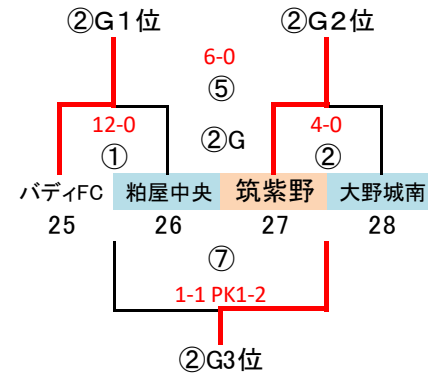 ②G1位 ②G2位
6-0
⑤
12-0 4-0
① ②G ②
バディFC 粕屋中央 筑紫野 大野城南
25 26 27 28
⑦
1-1 PK1-2
②G3位